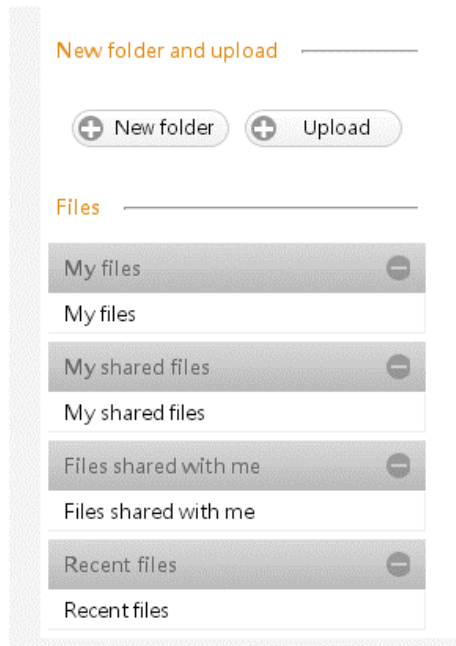 New folder and upload
New folder Upload
Files
My files
My files
My shared files
My shared files
Files shared with me
Files shared with me
Recent files
Recent files